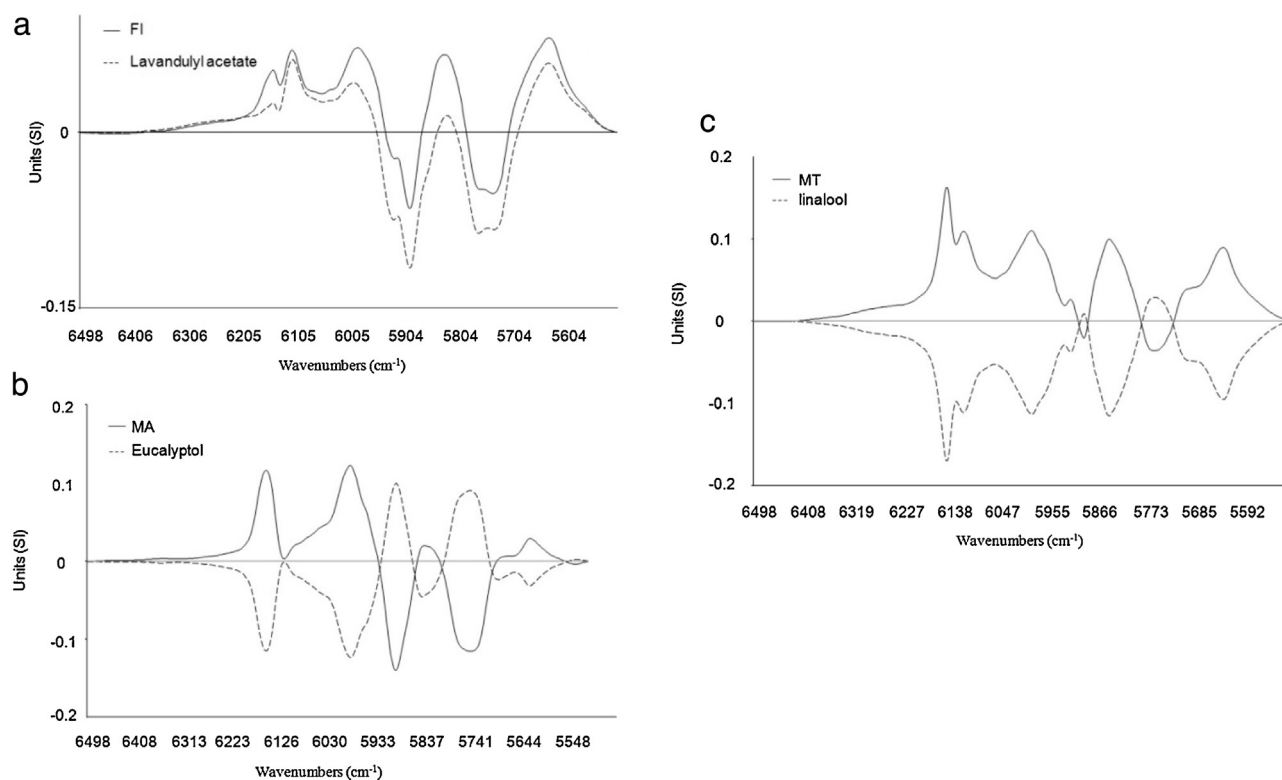 a
FI
Lavandulyl acetate
Units (SI)
0
-0.15
6498 6406 6306 6205 6105 6005 5904 5804 5704 5604
Wavenumbers (cm-1)
b
0.2
MA
Eucalyptol
0.1
Units (SI)
0
-0.1
-0.2
6498 6408 6313 6223 6126 6030 5933 5837 5741 5644 5548
Wavenumbers (cm-1)
c
0.2
MT
linalool
0.1
Units (SI)
0
-0.1
-0.2
6498 6408 6319 6227 6138 6047 5955 5866 5773 5685 5592
Wavenumbers (cm-1)